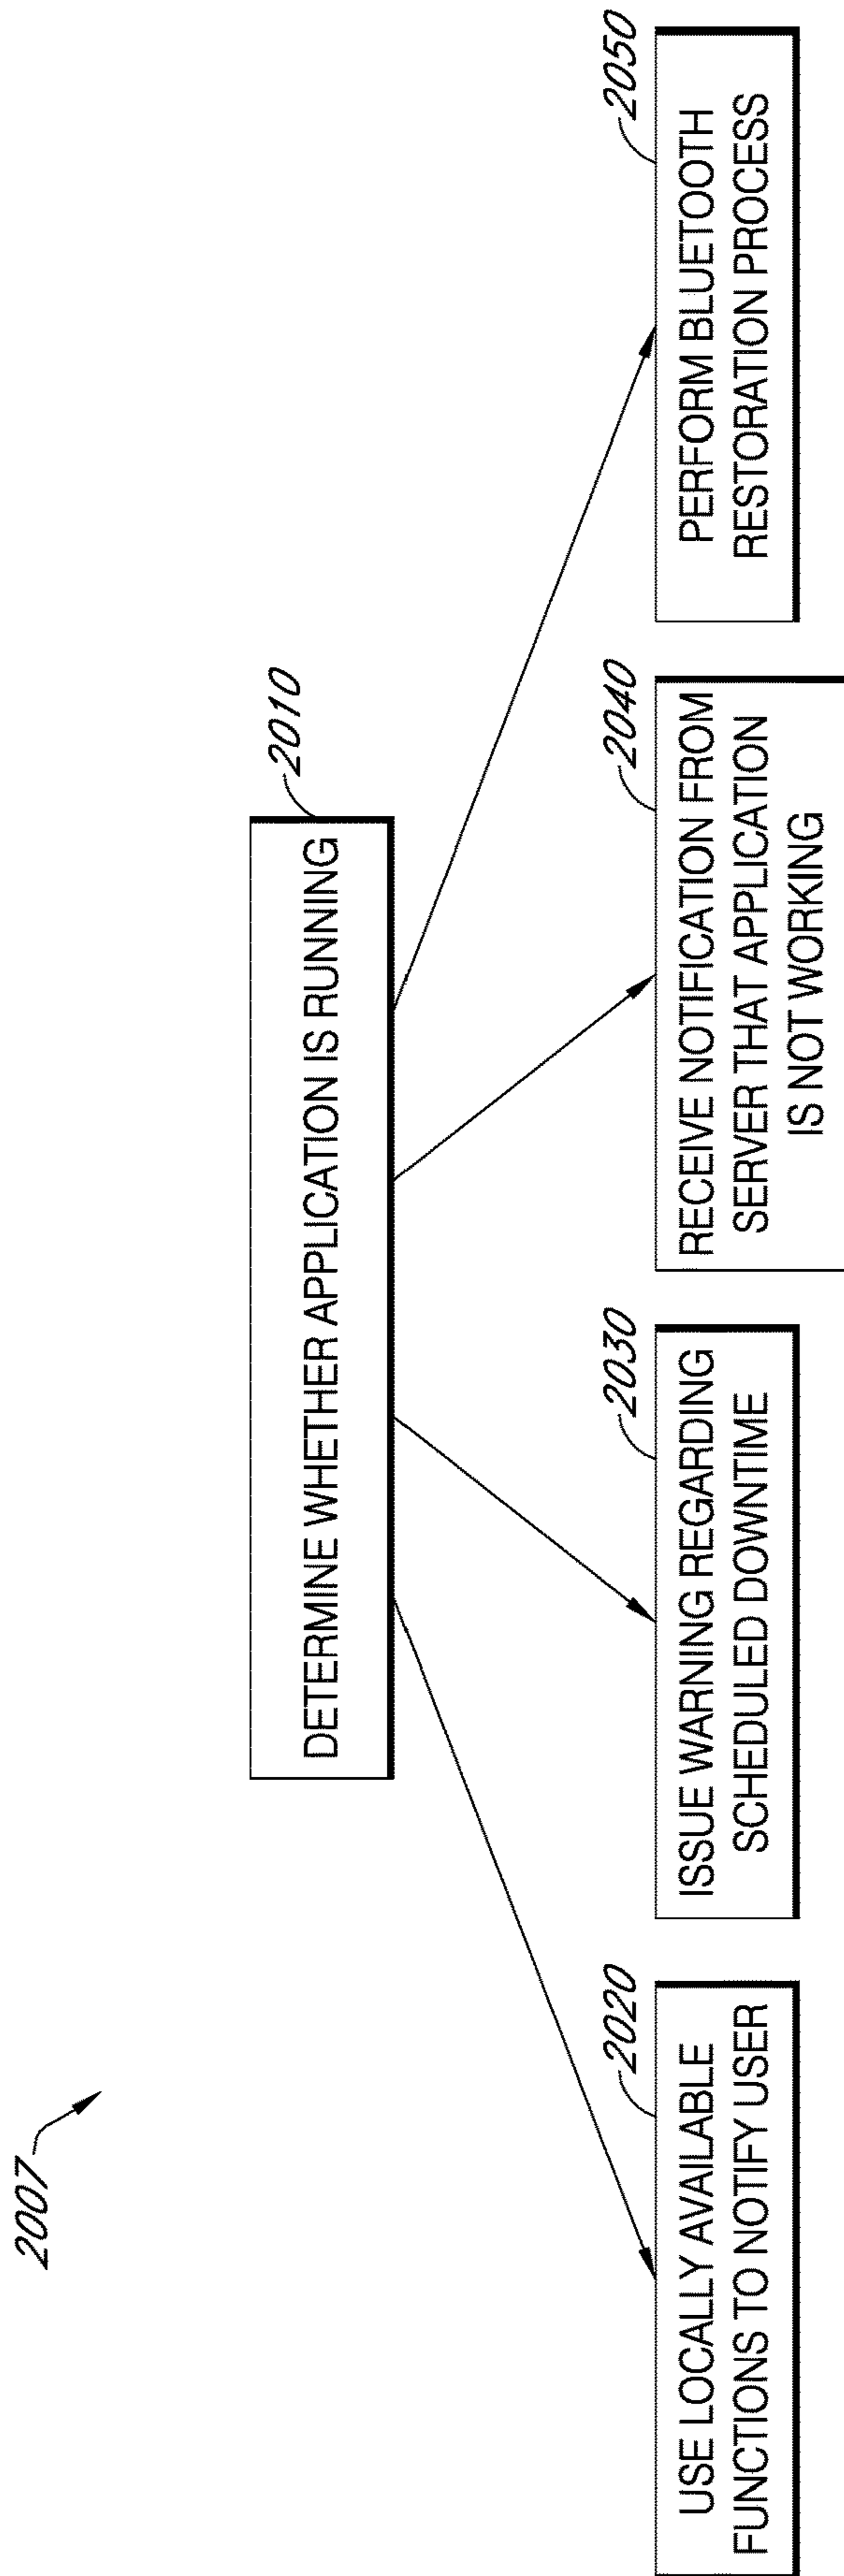 2007
2010
DETERMINE WHETHER APPLICATION IS RUNNING
2020
USE LOCALLY AVAILABLE
FUNCTIONS TO NOTIFY USER
2030
ISSUE WARNING REGARDING
SCHEDULED DOWNTIME
2040
RECEIVE NOTIFICATION FROM
SERVER THAT APPLICATION
IS NOT WORKING
2050
PERFORM BLUETOOTH
RESTORATION PROCESS